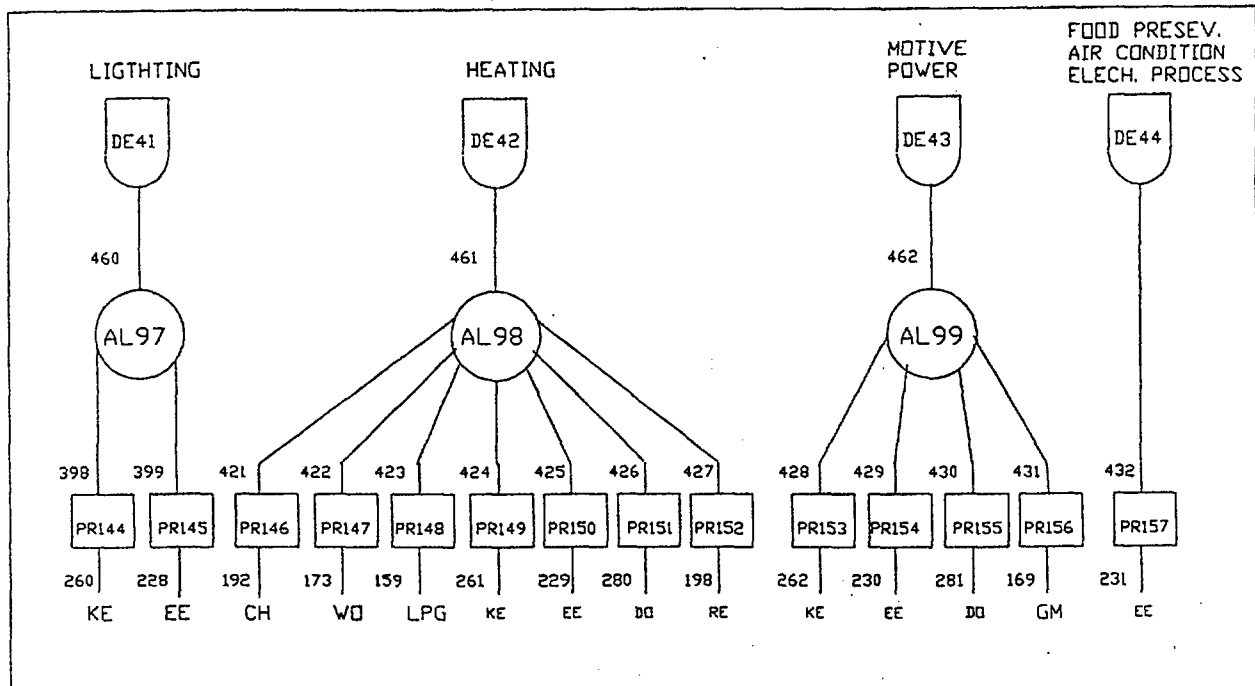 LIGTHTING
HEATING
MOTIVE
POWER
FOOD PRESEV.
AIR CONDITION
ELECH. PROCESS
DE41
DE42
DE43
DE44
460
461
462
AL97
AL98
AL99
398
399
421
422
423
424
425
426
427
428
429
430
431
432
PR144
PR145
PR146
PR147
PR148
PR149
PR150
PR151
PR152
PR153
PR154
PR155
PR156
PR157
260
228
192
173
159
261
229
280
198
262
230
281
169
231
KE
EE
CH
WO
LPG
KE
EE
DO
RE
KE
EE
DO
GM
EE